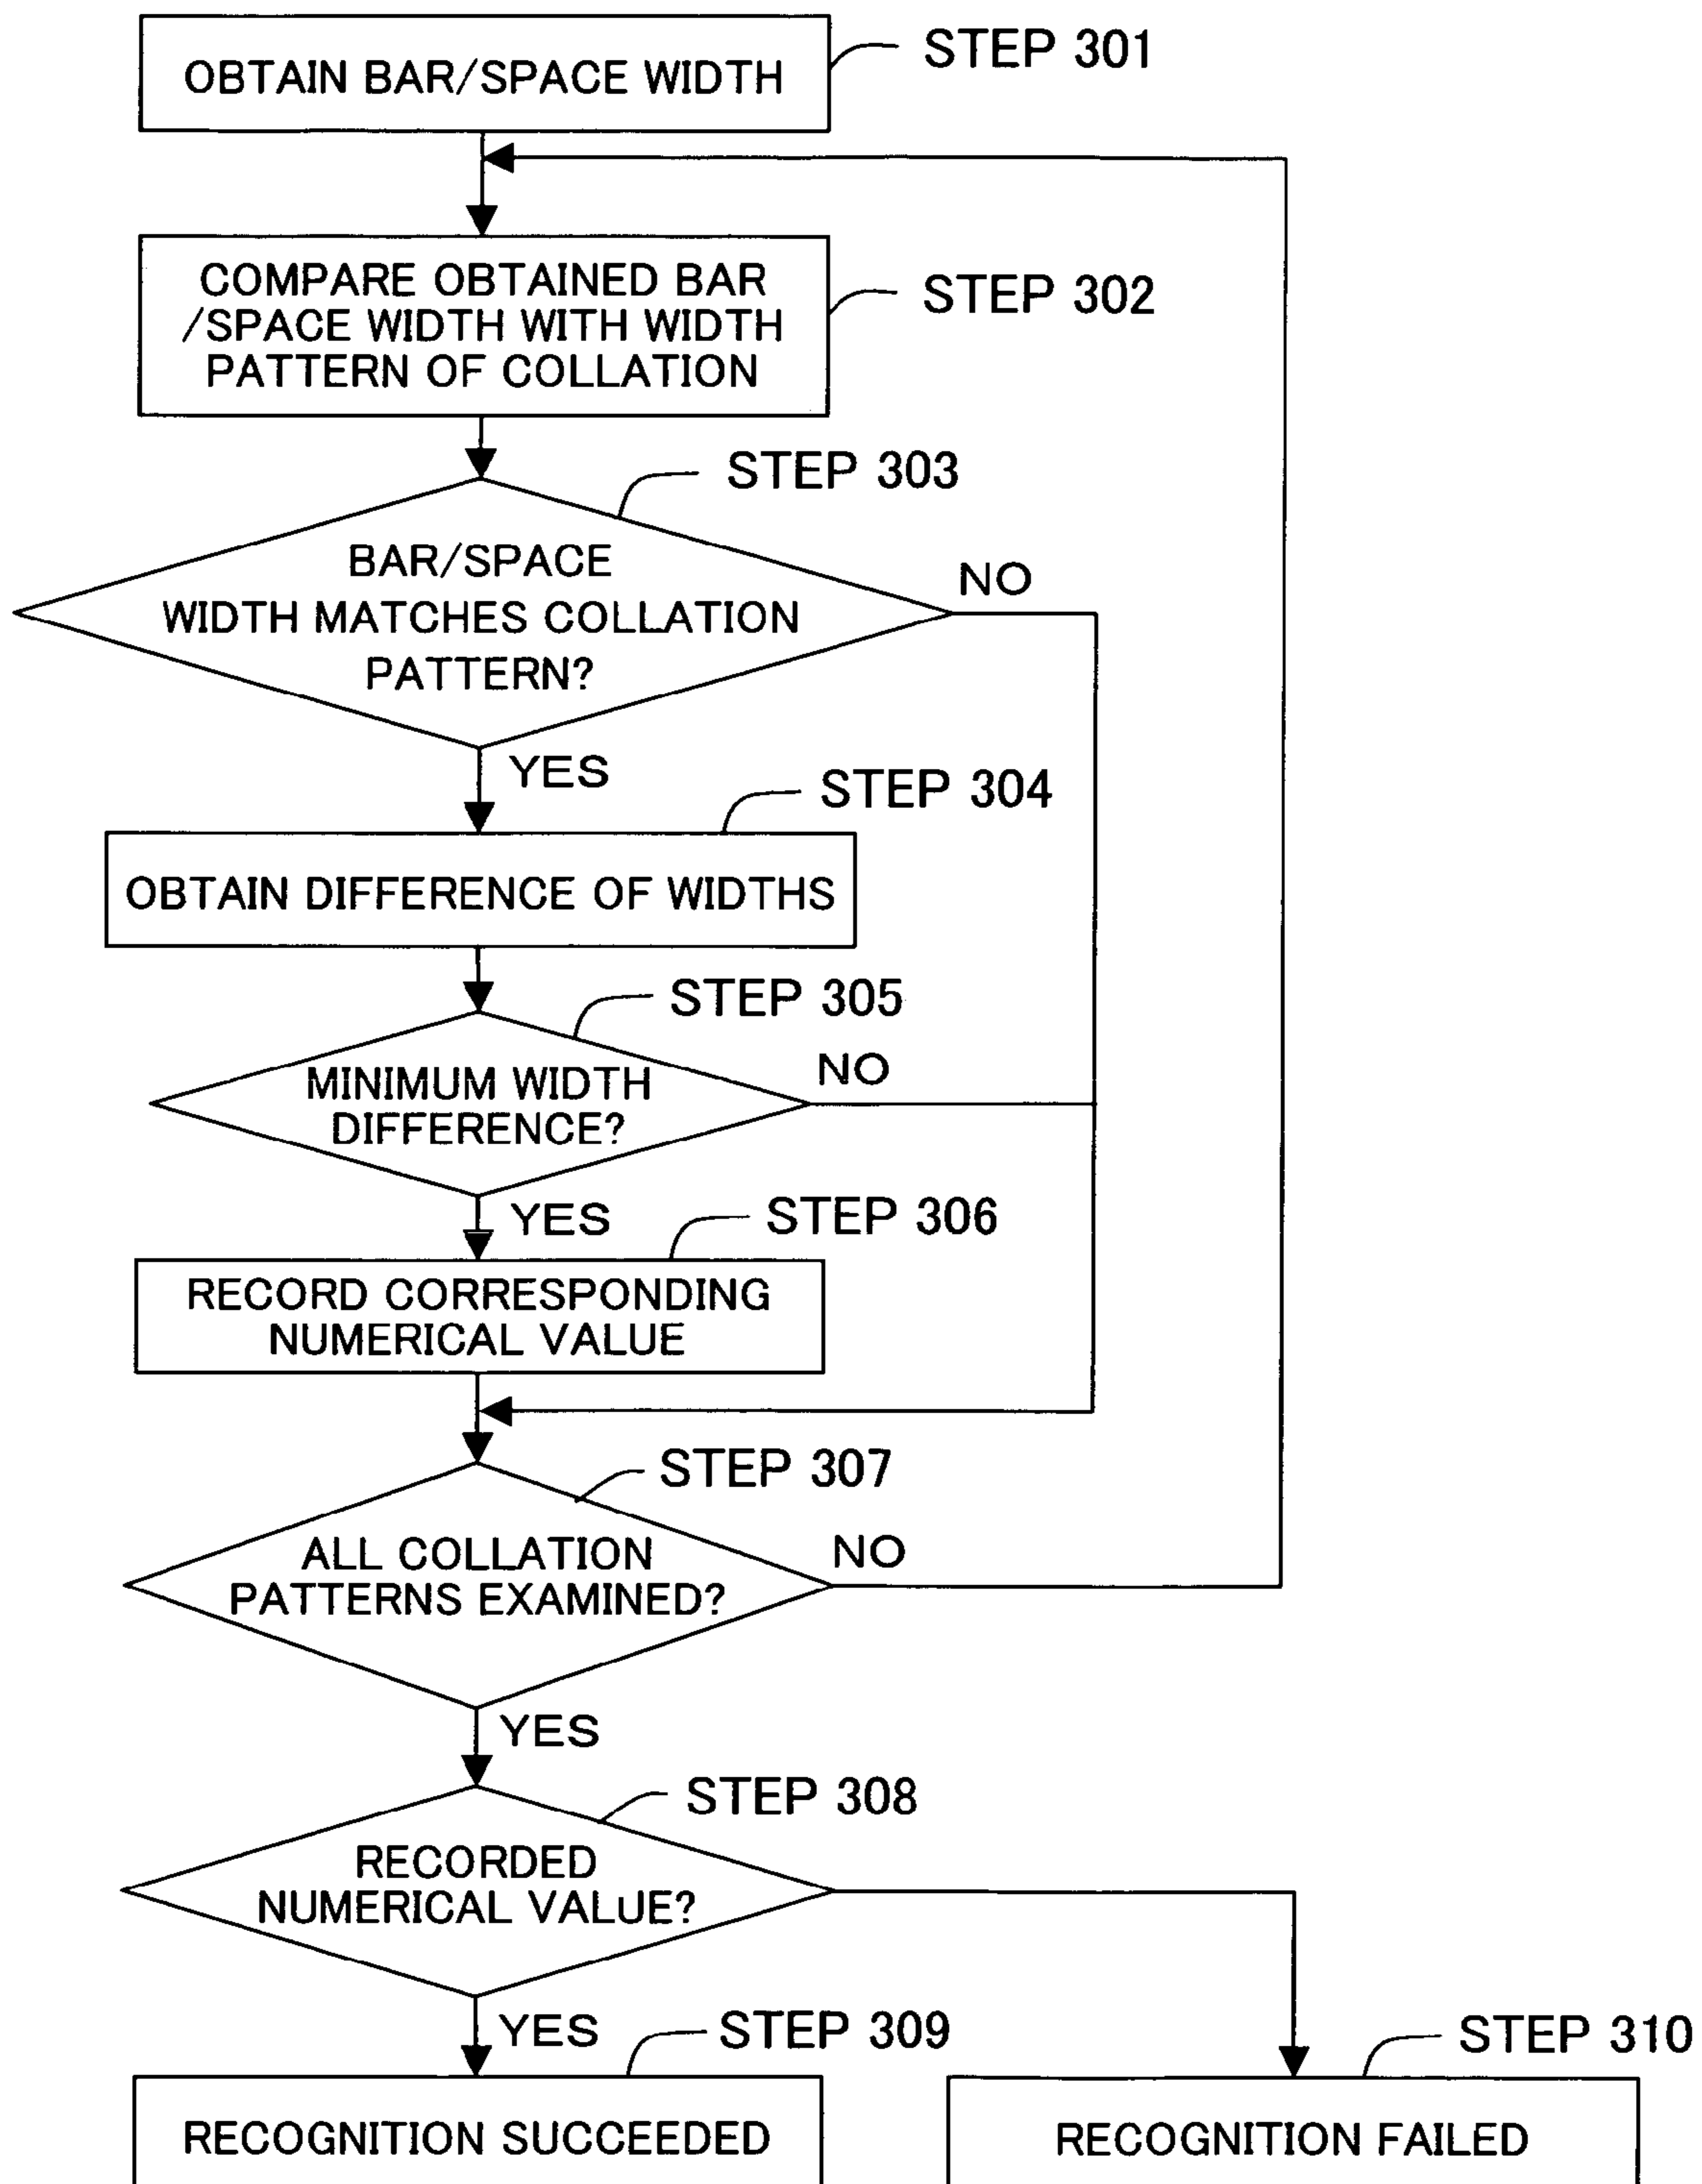 STEP 301
OBTAIN BAR/SPACE WIDTH
COMPARE OBTAINED BAR
/SPACE WIDTH WITH WIDTH
PATTERN OF COLLATION
STEP 302
STEP 303
BAR/SPACE
WIDTH MATCHES COLLATION
PATTERN?
NO
YES
STEP 304
OBTAIN DIFFERENCE OF WIDTHS
STEP 305
MINIMUM WIDTH
DIFFERENCE?
NO
YES
STEP 306
RECORD CORRESPONDING
NUMERICAL VALUE
STEP 307
ALL COLLATION
PATTERNS EXAMINED?
NO
YES
STEP 308
RECORDED
NUMERICAL VALUE?
YES
STEP 309
STEP 310
RECOGNITION SUCCEEDED
RECOGNITION FAILED